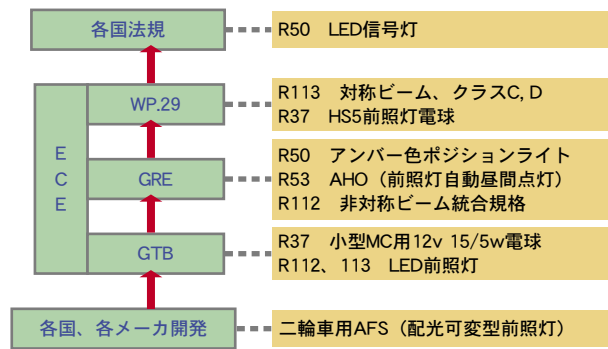 各国法規
R50 LED信号灯
WP.29
R113 対称ビーム、クラスC, D
R37 HS5前照灯電球
ECE
GRE
R50 アンバー色ポジションライト
R53 AHO（前照灯自動昼間点灯）
R112 非対称ビーム統合規格
GTB
R37 小型MC用12v 15/5w電球
R112、113 LED前照灯
各国、各メーカ開発
二輪車用AFS（配光可変型前照灯）